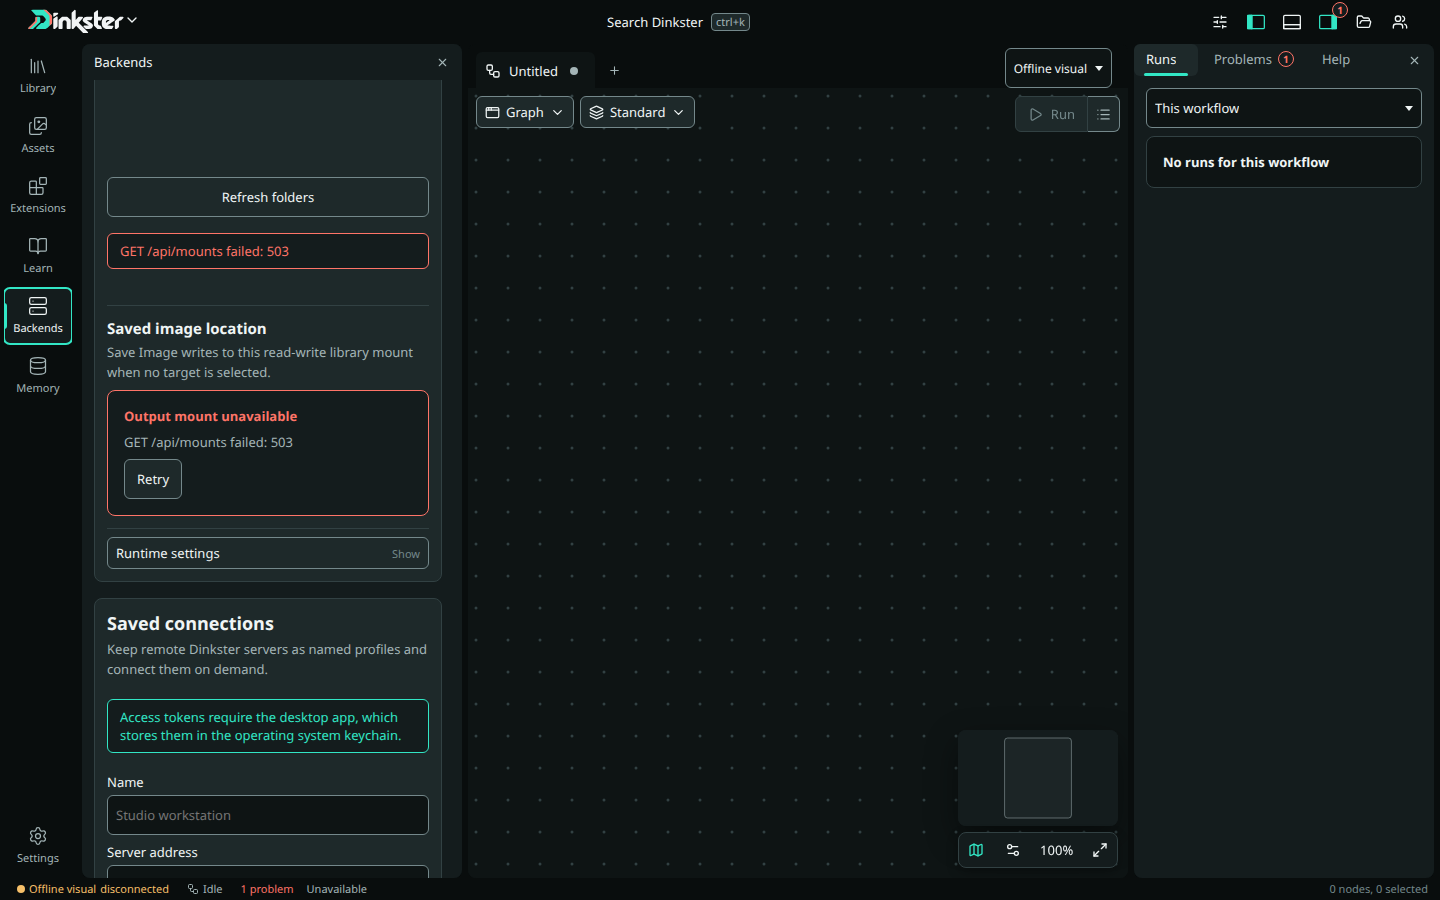 Dinkster
Search Dinkster ctrl+k
1
Library
Assets
Extensions
Learn
Backends
Memory
Settings
Backends
Refresh folders
GET /api/mounts failed: 503
Saved image location
Save Image writes to this read-write library mount
when no target is selected.
Output mount unavailable
GET /api/mounts failed: 503
Retry
Runtime settings Show
Saved connections
Keep remote Dinkster servers as named profiles and
connect them on demand.
Access tokens require the desktop app, which
stores them in the operating system keychain.
Name
Studio workstation
Server address
Untitled
Offline visual
Graph
Standard
Run
100%
Runs
Problems 1
Help
This workflow
No runs for this workflow
Offline visual disconnected
Idle
1 problem
Unavailable
0 nodes, 0 selected